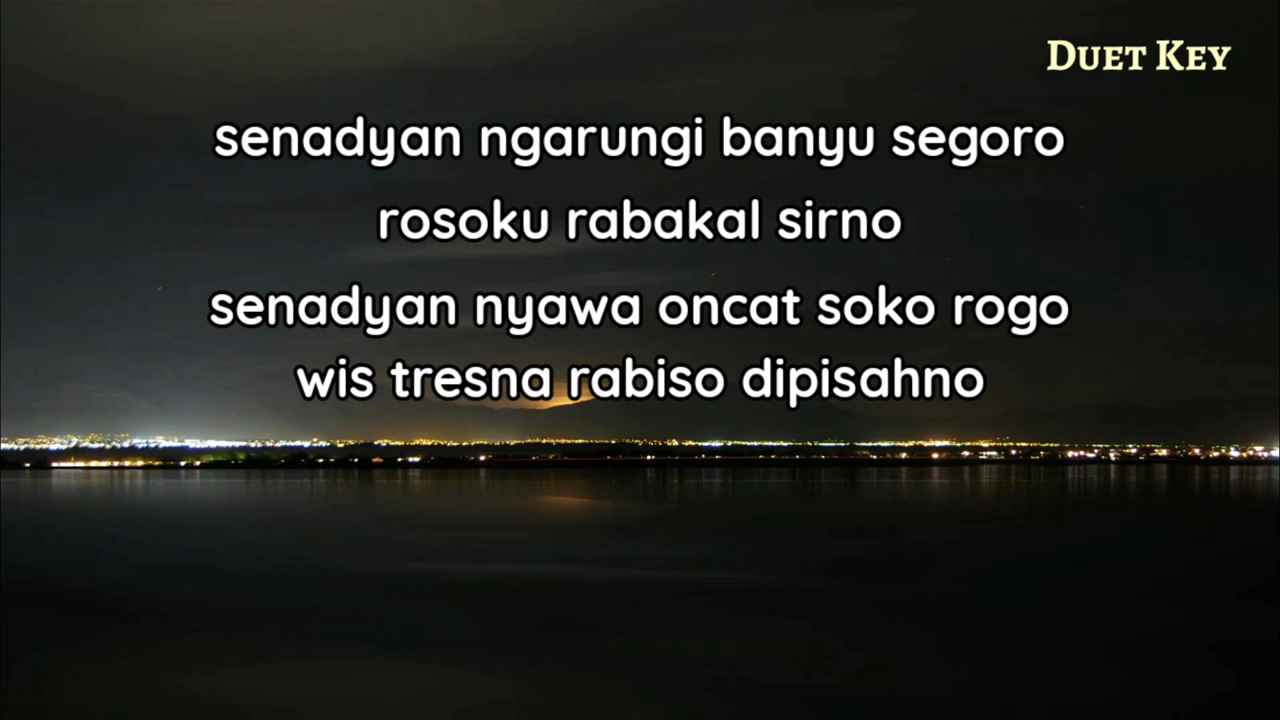 DUET KEY
senadyan ngarungi banyu segoro
rosoku rabakal sirno
senadyan nyawa oncat soko rogo
wis tresna rabiso dipisahno